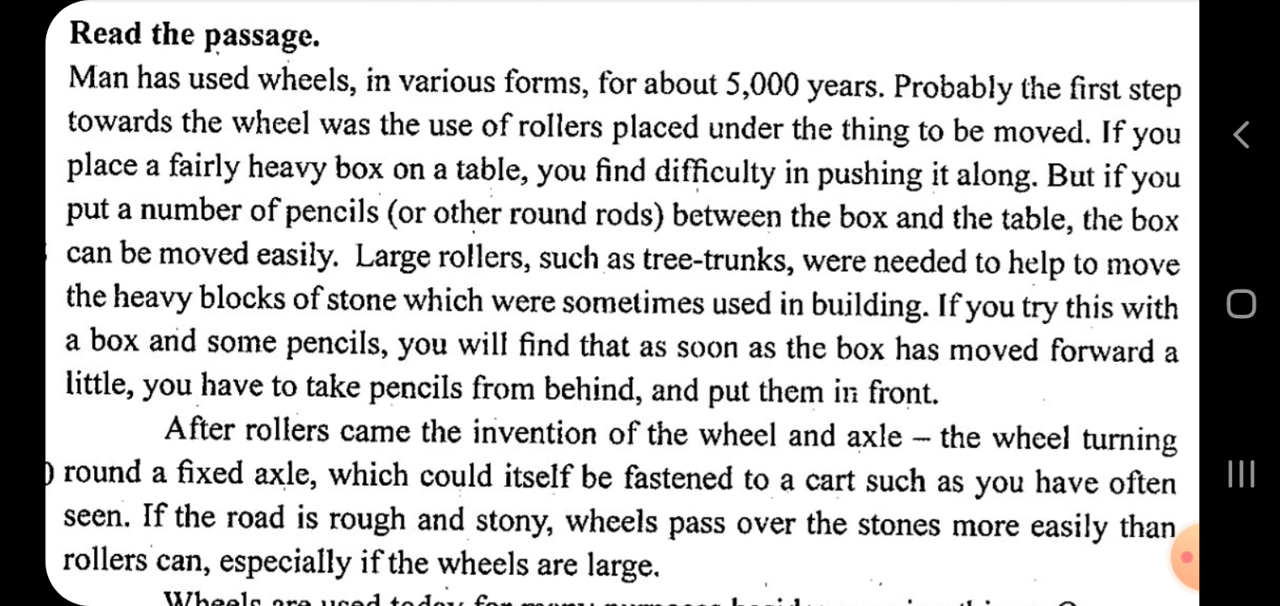 Read the passage.
Man has used wheels, in various forms, for about 5,000 years. Probably the first step
towards the wheel was the use of rollers placed under the thing to be moved. If you
place a fairly heavy box on a table, you find difficulty in pushing it along. But if you
put a number of pencils (or other round rods) between the box and the table, the box
can be moved easily. Large rollers, such as tree-trunks, were needed to help to move
the heavy blocks of stone which were sometimes used in building. If you try this with
a box and some pencils, you will find that as soon as the box has moved forward a
little, you have to take pencils from behind, and put them in front.
After rollers came the invention of the wheel and axle – the wheel turning
round a fixed axle, which could itself be fastened to a cart such as you have often
seen. If the road is rough and stony, wheels pass over the stones more easily than
rollers can, especially if the wheels are large.
Wheels are used today for many purposes